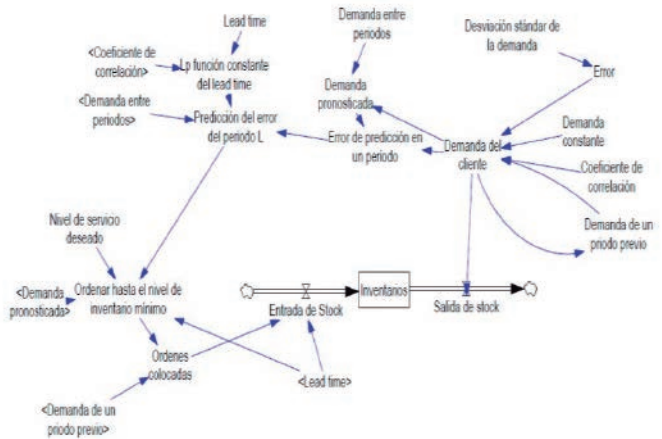 Lead time
Demanda entre
periodos
Desviación stándar de
la demanda
<Coeficiente de
correlación>
Lp función constante
del lead time
Error
<Demanda entre
periodos>
Demanda
pronosticada
Predicción del error
del periodo L
Error de predicción en
un periodo
Demanda del
cliente
Demanda
constante
Coeficiente de
correlación
Demanda de un
priodo previo
Nivel de servicio
deseado
<Demanda
pronosticada>
Ordenar hasta el nivel de
inventario mínimo
Entrada de Stock
Inventarios
Salida de stock
Ordenes
colocadas
<Lead time>
<Demanda de un
priodo previo>